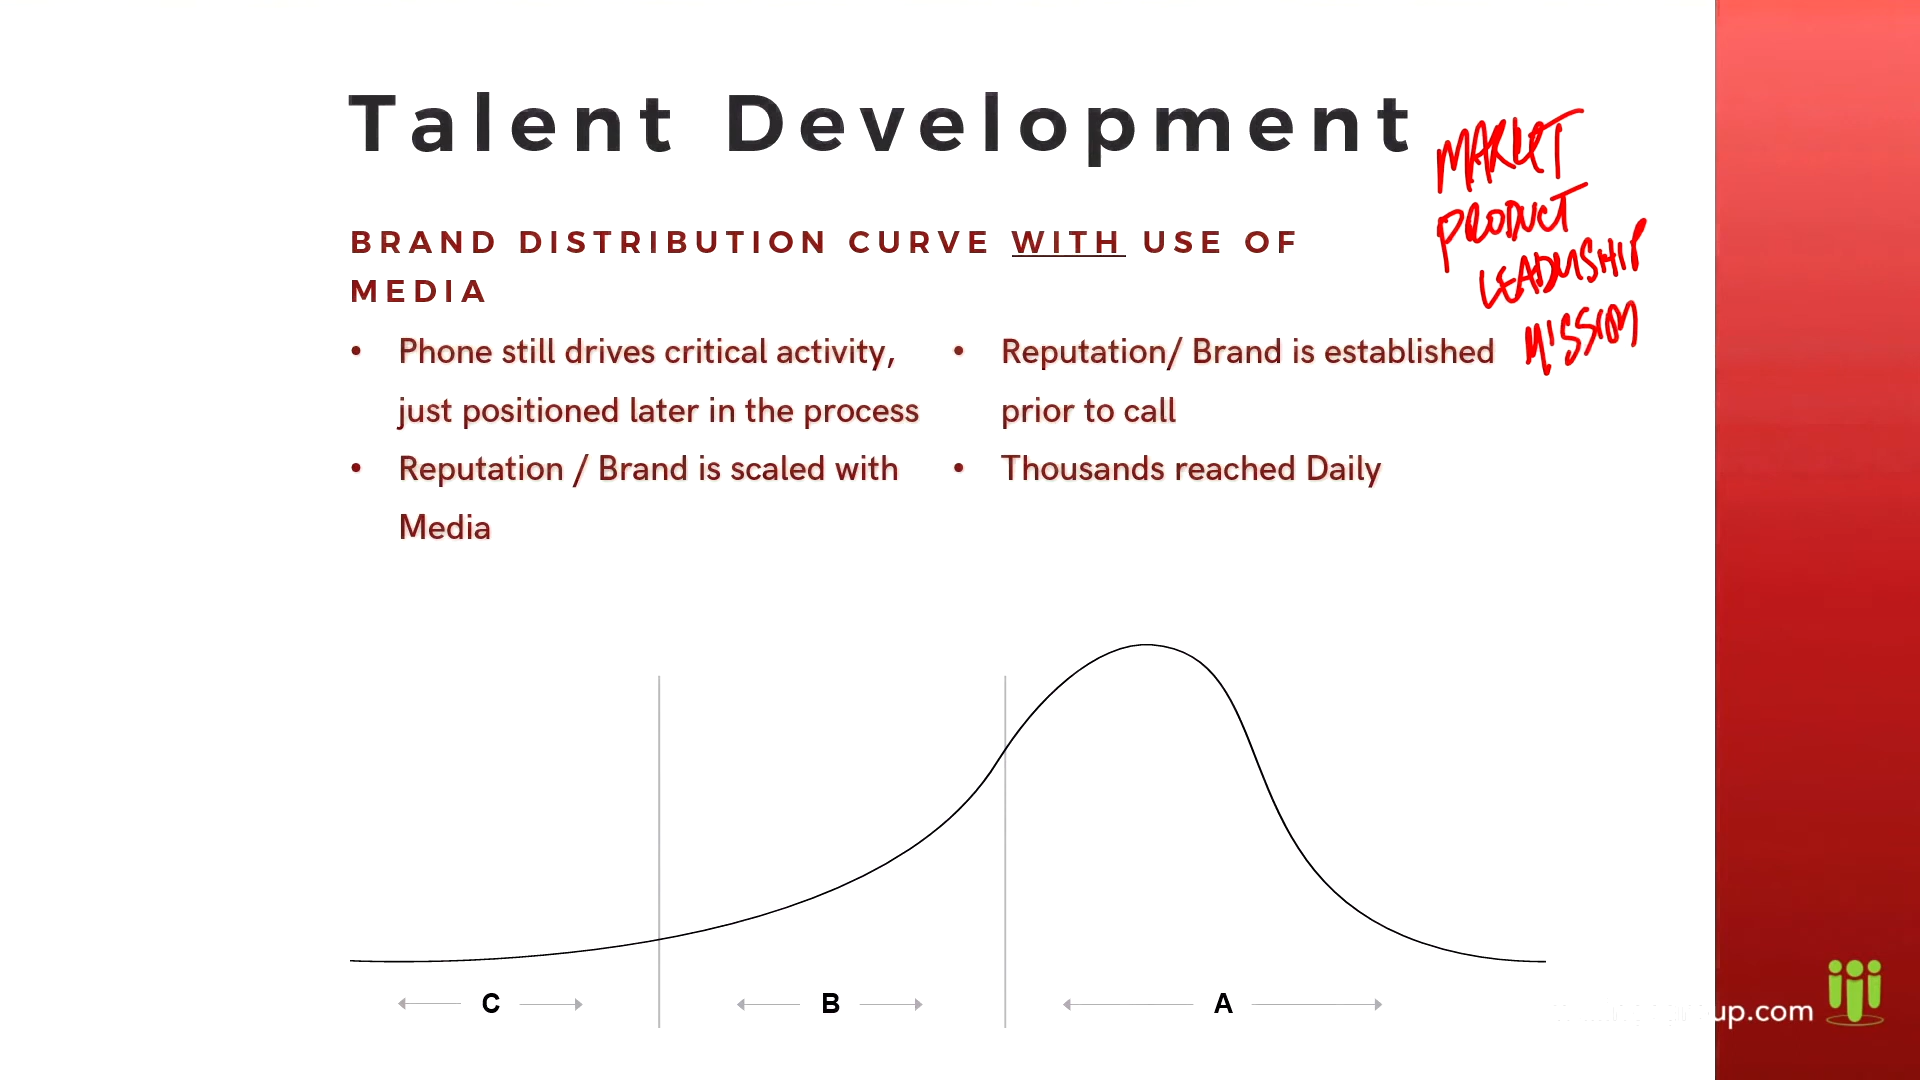 Talent Development
MARKET
PRODUCT
LEADERSHIP
MISSION
BRAND DISTRIBUTION CURVE WITH USE OF
MEDIA
• Phone still drives critical activity,
just positioned later in the process
• Reputation / Brand is scaled with
Media
• Reputation/ Brand is established
prior to call
• Thousands reached Daily
C
B
A
up.com